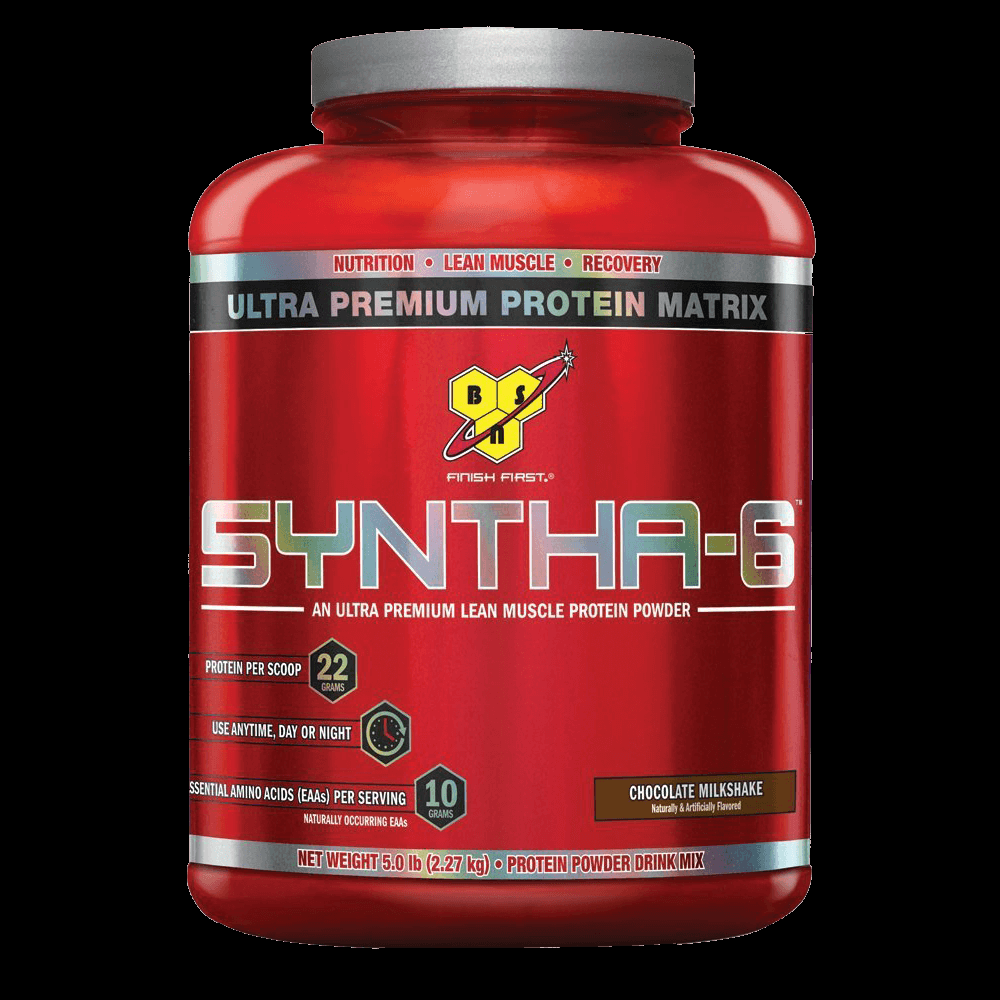 NUTRITION • LEAN MUSCLE • RECOVERY
ULTRA PREMIUM PROTEIN MATRIX
B S
N
FINISH FIRST.®
SYNTHA-6™
AN ULTRA PREMIUM LEAN MUSCLE PROTEIN POWDER
PROTEIN PER SCOOP 22
GRAMS
USE ANYTIME, DAY OR NIGHT
SSENTIAL AMINO ACIDS (EAAs) PER SERVING 10
GRAMS
NATURALLY OCCURRING EAAs
CHOCOLATE MILKSHAKE
Naturally & Artificially Flavored
NET WEIGHT 5.0 lb (2.27 kg) • PROTEIN POWDER DRINK MIX